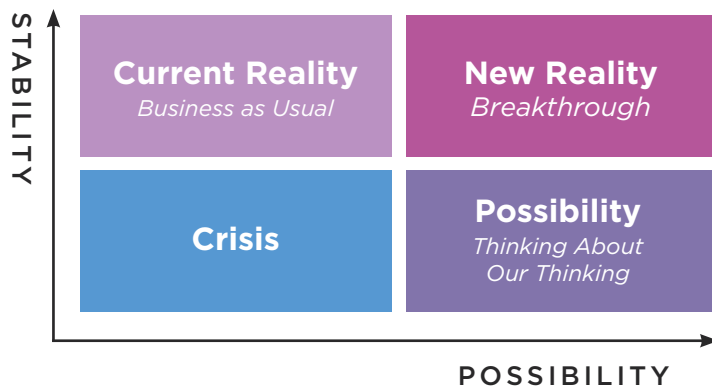 STABILITY
Current Reality
Business as Usual
New Reality
Breakthrough
Crisis
Possibility
Thinking About
Our Thinking
POSSIBILITY